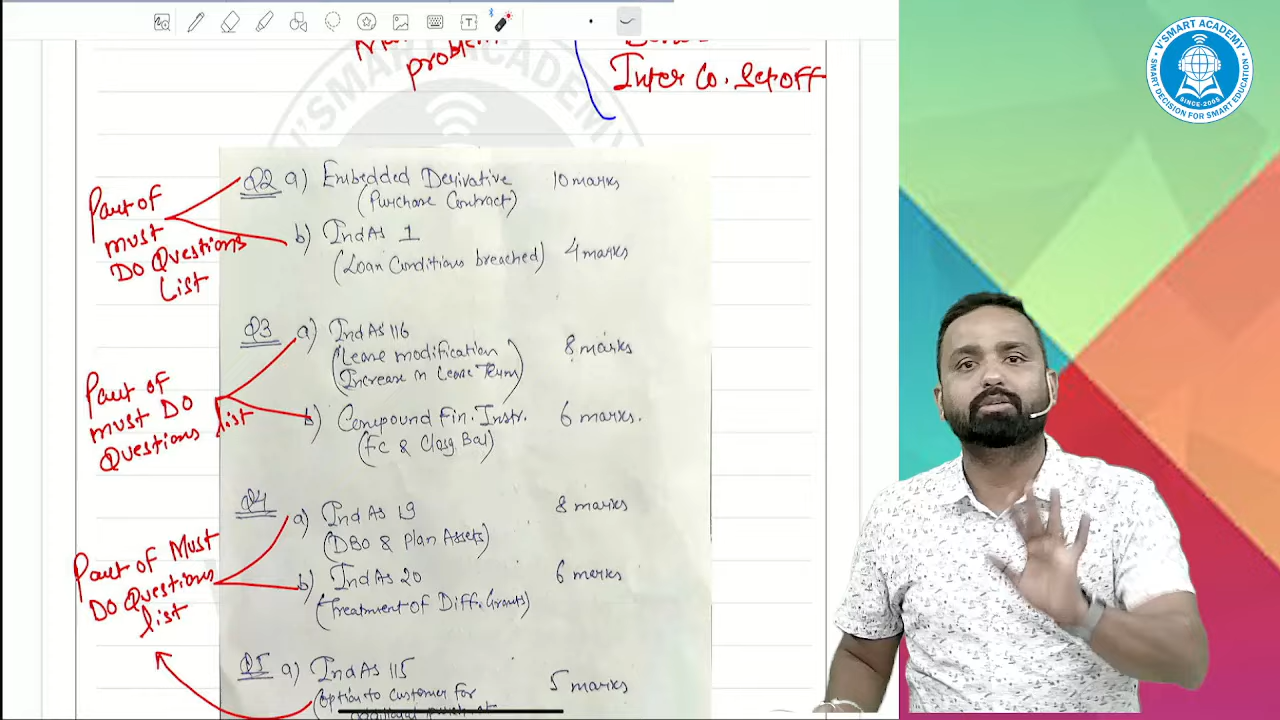 problem
Inter Co. Setoff
Q2 a) Embedded Derivative 10 marks
(Purchase Contract)
b) Ind As 1 4 marks
(Loan Conditions breached)
Part of
must
Do Questions
List
Q3 a) Ind As 116 8 marks
(Lease modification
Increase in Lease Term)
b) Compound Fin. Instr. 6 marks.
(FC & Closg. Bal)
Part of
must DO
Questions list
Q4 a) Ind As 19 8 marks
(DBO & Plan Assets)
b) Ind As 20 6 marks
(Treatment of Diff. Grants)
Part of Must
DO Questions
list
Q5 a) Ind As 115 5 marks
(option to customer for
V'SMART ACADEMY
SINCE-2005
SMART DECISION FOR SMART EDUCATION
V'SMART ACADEMY